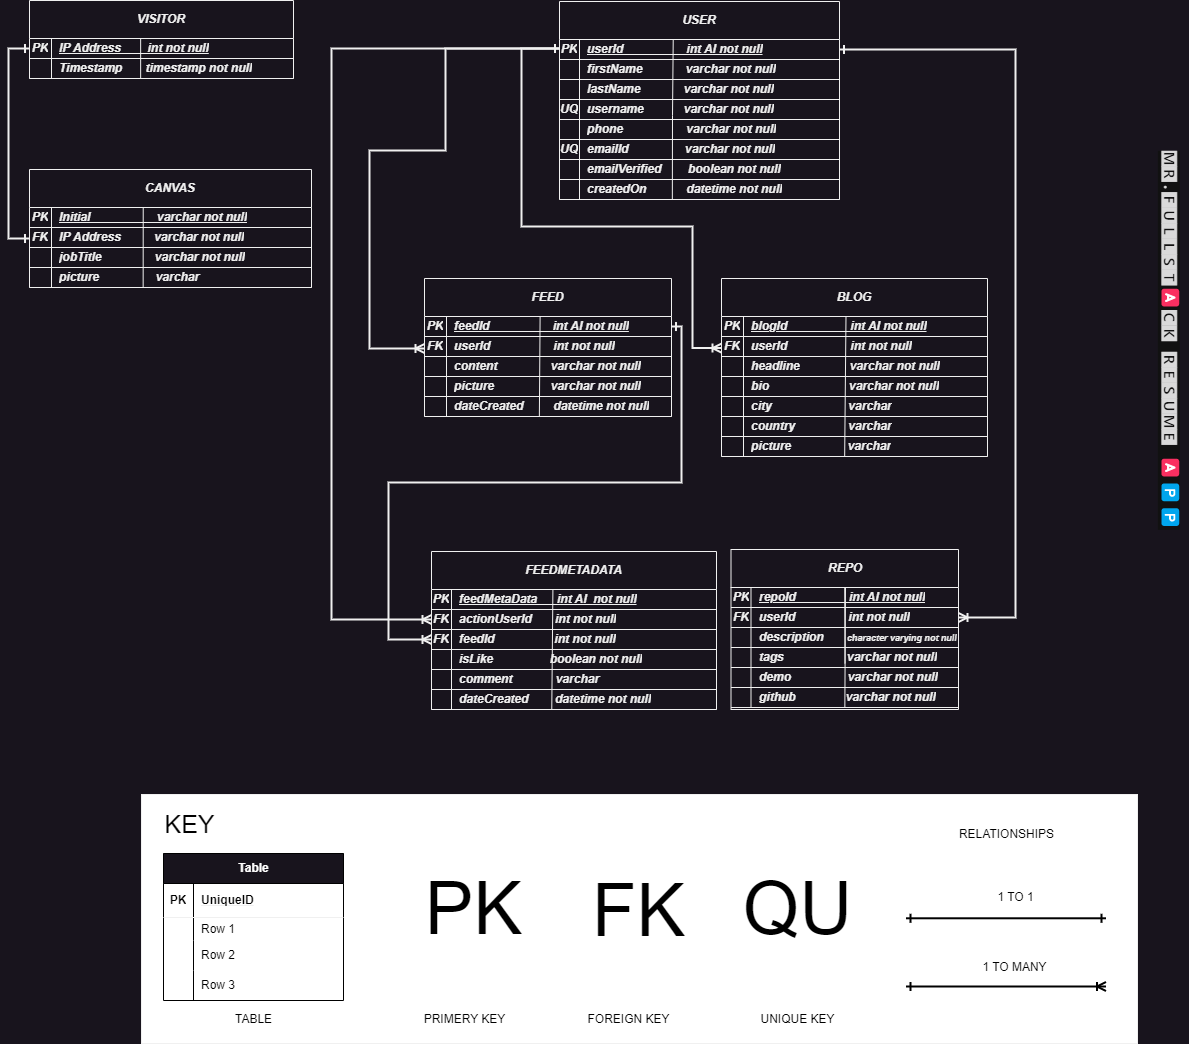 VISITOR
PK IP Address int not null
Timestamp timestamp not null
USER
PK userId int AI not null
firstName varchar not null
lastName varchar not null
UQ username varchar not null
phone varchar not null
UQ emailId varchar not null
emailVerified boolean not null
createdOn datetime not null
CANVAS
PK Initial varchar not null
FK IP Address varchar not null
jobTitle varchar not null
picture varchar
FEED
PK feedId int AI not null
FK userId int not null
content varchar not null
picture varchar not null
dateCreated datetime not null
BLOG
PK blogId int AI not null
FK userId int not null
headline varchar not null
bio varchar not null
city varchar
country varchar
picture varchar
FEEDMETADATA
PK feedMetaData int AI not null
FK actionUserId int not null
FK feedId int not null
isLike boolean not null
comment varchar
dateCreated datetime not null
REPO
PK repoId int AI not null
FK userId int not null
description character varying not null
tags varchar not null
demo varchar not null
github varchar not null
MR.FULLSTACK RESUME APP
KEY
Table
PK UniqueID
Row 1
Row 2
Row 3
TABLE
PK
PRIMERY KEY
FK
FOREIGN KEY
QU
UNIQUE KEY
RELATIONSHIPS
1 TO 1
1 TO MANY